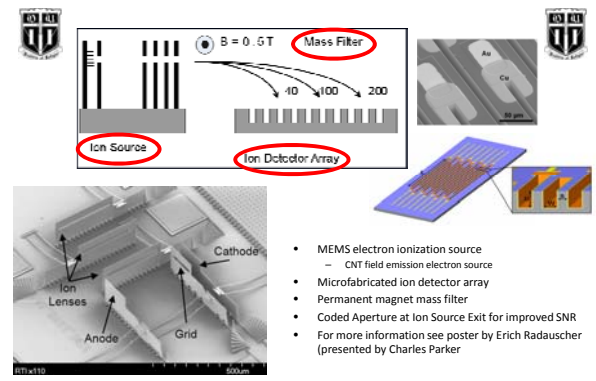 B = 0.5T
Mass Filter
40
100
200
Ion Source
Ion Detector Array
Au
Cu
50 µm
Cathode
Ion
Lenses
Anode
Grid
RTI x110
500um
• MEMS electron ionization source
– CNT field emission electron source
• Microfabricated ion detector array
• Permanent magnet mass filter
• Coded Aperture at Ion Source Exit for improved SNR
• For more information see poster by Erich Radauscher
(presented by Charles Parker